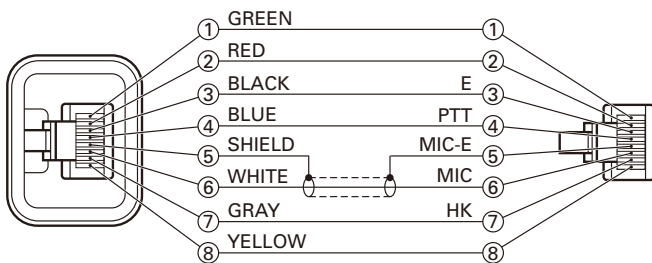 ① GREEN ①
② RED ②
③ BLACK E ③
④ BLUE PTT ④
⑤ SHIELD MIC-E ⑤
⑥ WHITE MIC ⑥
⑦ GRAY HK ⑦
⑧ YELLOW ⑧